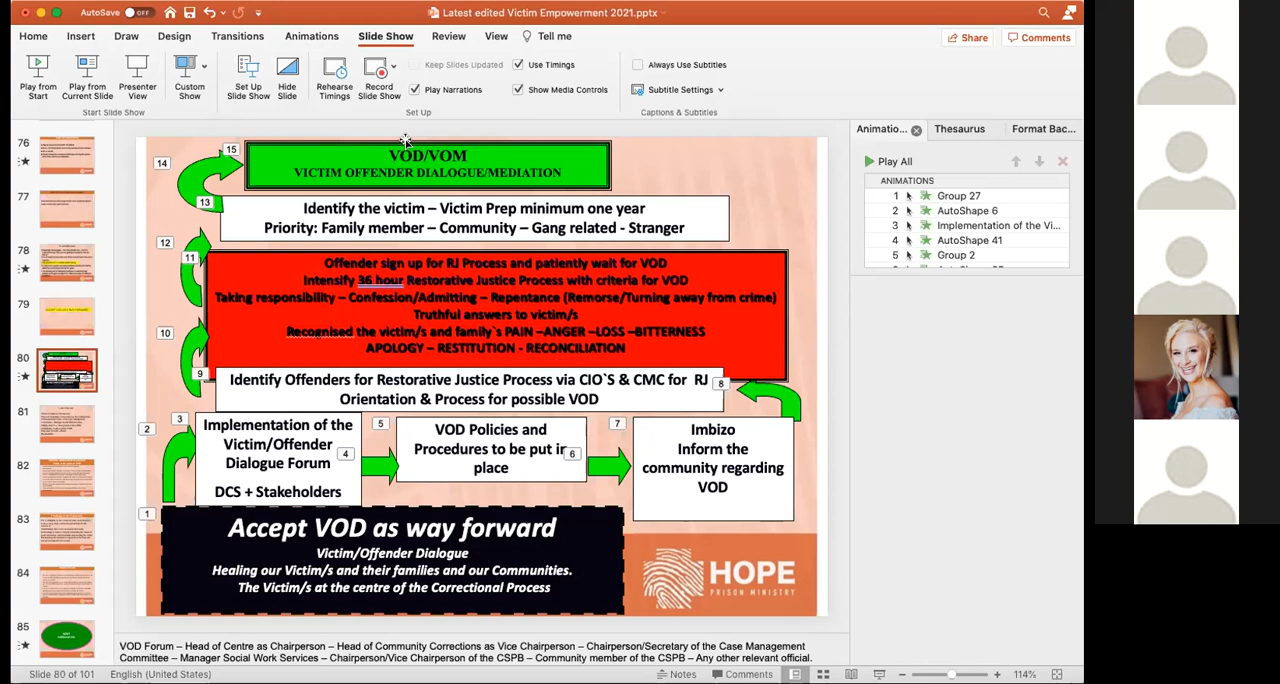 AutoSave OFF
Latest edited Victim Empowerment 2021.pptx
Home Insert Draw Design Transitions Animations Slide Show Review View Tell me
Share Comments
Play from Start
Play from Current Slide
Presenter View
Custom Show
Set Up Slide Show
Hide Slide
Rehearse Timings
Record Slide Show
Keep Slides Updated
Use Timings
Play Narrations
Show Media Controls
Always Use Subtitles
Subtitle Settings
Start Slide Show
Set Up
Captions & Subtitles
76
77
78
79
80
81
82
83
84
85
14
15
VOD/VOM
VICTIM OFFENDER DIALOGUE/MEDIATION
13
Identify the victim – Victim Prep minimum one year
Priority: Family member – Community – Gang related - Stranger
12
11
Offender sign up for RJ Process and patiently wait for VOD
Intensify 36 hour Restorative Justice Process with criteria for VOD
Taking responsibility – Confession/Admitting – Repentance (Remorse/Turning away from crime)
Truthful answers to victim/s
Recognised the victim/s and family`s PAIN –ANGER –LOSS –BITTERNESS
APOLOGY – RESTITUTION - RECONCILIATION
10
9
Identify Offenders for Restorative Justice Process via CIO`S & CMC for RJ
Orientation & Process for possible VOD
8
2
3
Implementation of the
Victim/Offender
Dialogue Forum
DCS + Stakeholders
4
5
VOD Policies and
Procedures to be put in
place
6
7
Imbizo
Inform the
community regarding
VOD
1
Accept VOD as way forward
Victim/Offender Dialogue
Healing our Victim/s and their families and our Communities.
The Victim/s at the centre of the Correctional Process
HOPE
PRISON MINISTRY
VOD Forum – Head of Centre as Chairperson – Head of Community Corrections as Vice Chairperson – Chairperson/Secretary of the Case Management
Committee – Manager Social Work Services – Chairperson/Vice Chairperson of the CSPB – Community member of the CSPB – Any other relevant official.
Animatio... Thesaurus Format Bac...
Play All
ANIMATIONS
1 Group 27
2 AutoShape 6
3 Implementation of the Vi...
4 AutoShape 41
5 Group 2
Slide 80 of 101 English (United States) Notes Comments 114%